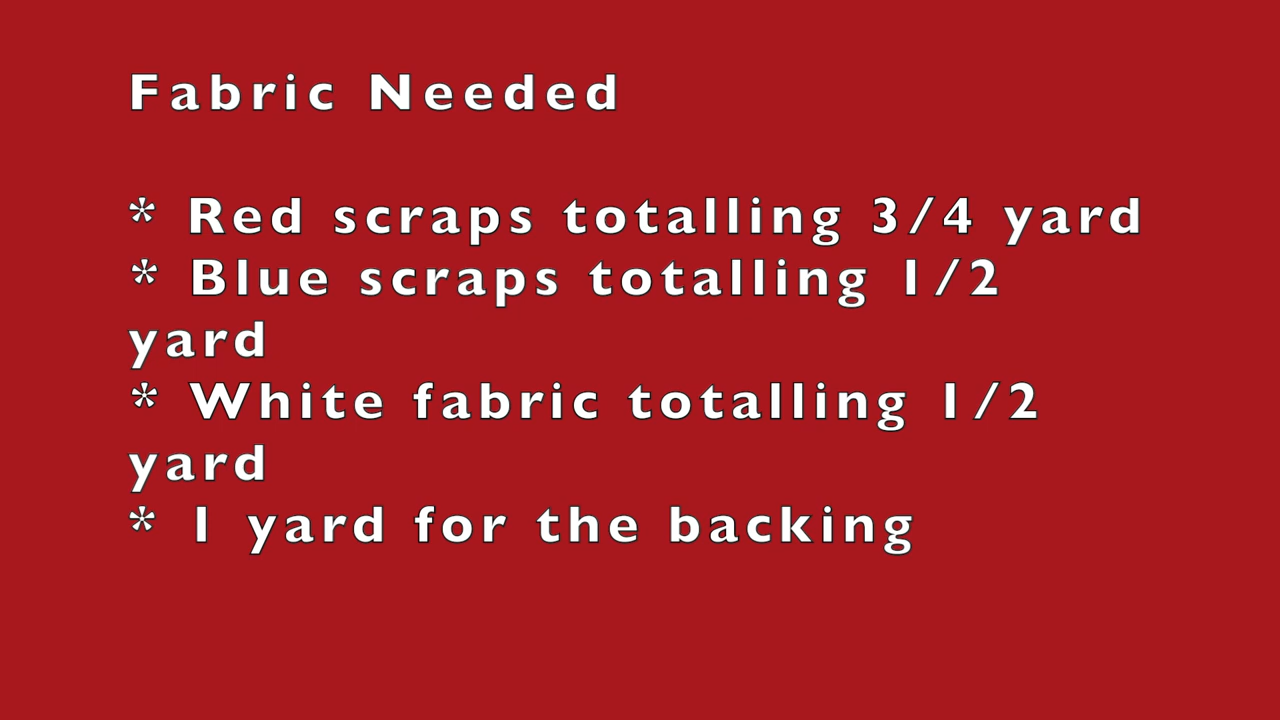 Fabric Needed
* Red scraps totalling 3/4 yard
* Blue scraps totalling 1/2
yard
* White fabric totalling 1/2
yard
* 1 yard for the backing